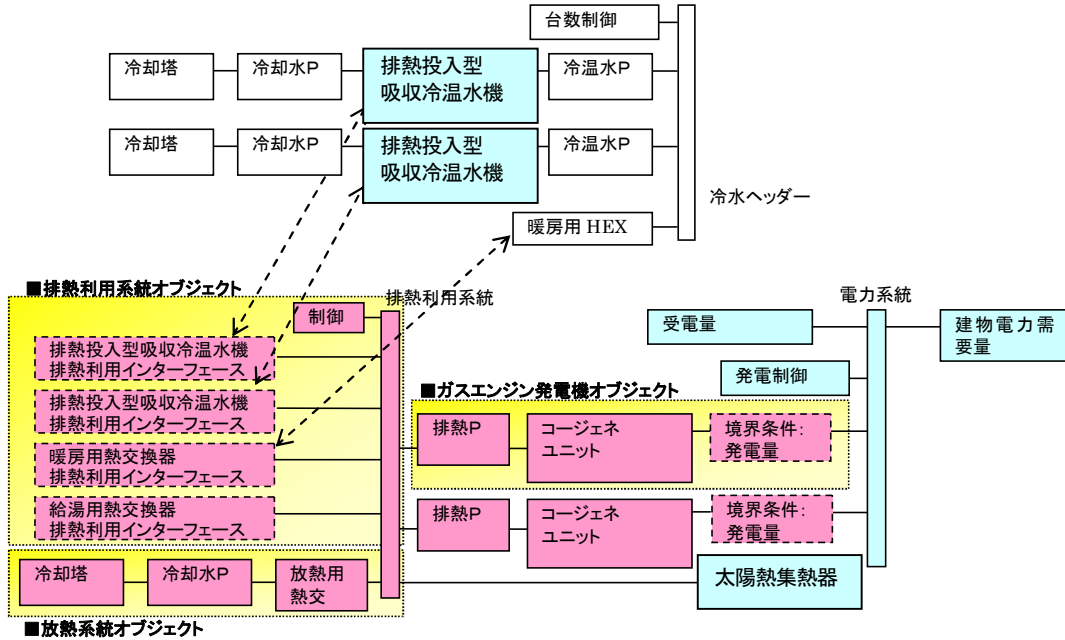 台数制御
冷却塔
冷却水P
排熱投入型
吸収冷温水機
冷温水P
冷却塔
冷却水P
排熱投入型
吸収冷温水機
冷温水P
冷水ヘッダー
暖房用 HEX
■排熱利用系統オブジェクト
排熱利用系統
制御
排熱投入型吸収冷温水機
排熱利用インターフェース
排熱投入型吸収冷温水機
排熱利用インターフェース
暖房用熱交換器
排熱利用インターフェース
給湯用熱交換器
排熱利用インターフェース
電力系統
受電量
建物電力需
要量
発電制御
■ガスエンジン発電機オブジェクト
排熱P
コージェネ
ユニット
境界条件：
発電量
排熱P
コージェネ
ユニット
境界条件：
発電量
冷却塔
冷却水P
放熱用
熱交
太陽熱集熱器
■放熱系統オブジェクト